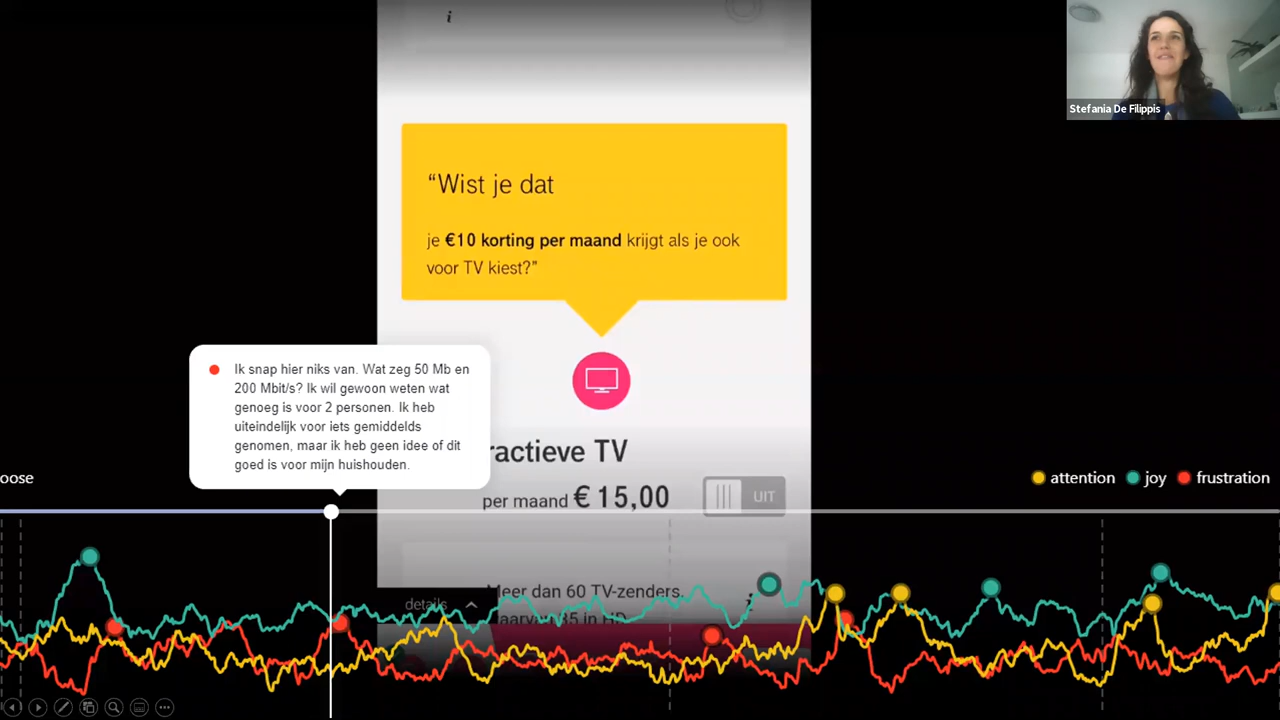 i
Stefania De Filippis
“Wist je dat
je €10 korting per maand krijgt als je ook
voor TV kiest?”
Ik snap hier niks van. Wat zeg 50 Mb en
200 Mbit/s? Ik wil gewoon weten wat
genoeg is voor 2 personen. Ik heb
uiteindelijk voor iets gemiddelds
genomen, maar ik heb geen idee of dit
goed is voor mijn huishouden.
ractieve TV
oose
attention joy frustration
per maand € 15,00 UIT
Meer dan 60 TV-zenders. i
details